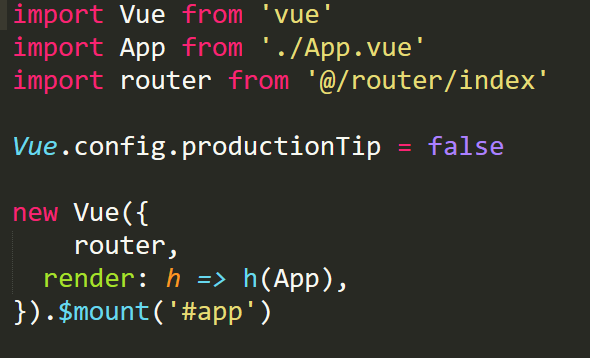 import Vue from 'vue'
import App from './App.vue'
import router from '@/router/index'
Vue.config.productionTip = false
new Vue({
router,
render: h => h(App),
}).$mount('#app')